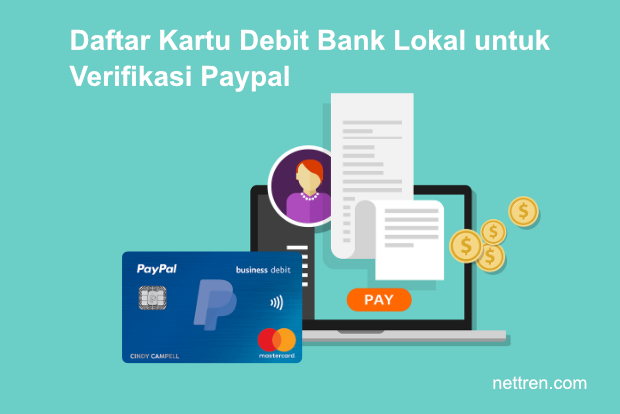 Daftar Kartu Debit Bank Lokal untuk
Verifikasi Paypal
PayPal
business debit
PAY
mastercard
CINDY CAMPELL
nettren.com